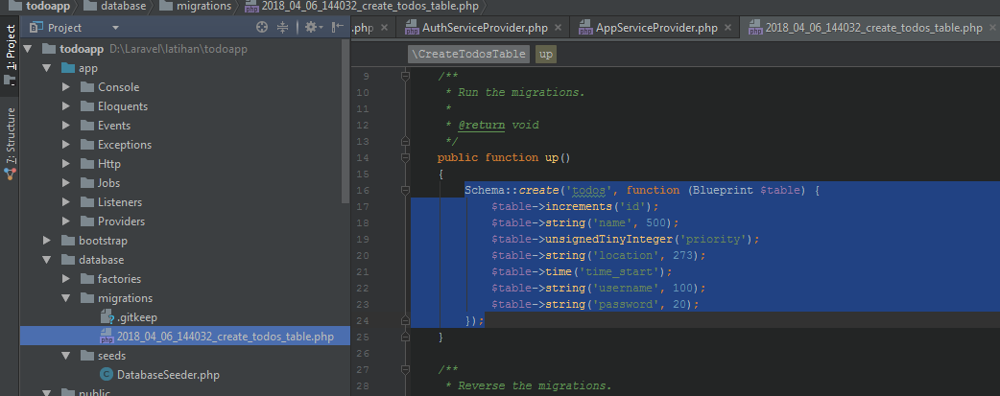 todoapp database migrations 2018_04_06_144032_create_todos_table.php
Project
.php AuthServiceProvider.php AppServiceProvider.php 2018_04_06_144032_create_todos_table.php
1: Project
7: Structure
todoapp D:\Laravel\latihan\todoapp
app
Console
Eloquents
Events
Exceptions
Http
Jobs
Listeners
Providers
bootstrap
database
factories
migrations
.gitkeep
2018_04_06_144032_create_todos_table.php
seeds
DatabaseSeeder.php
public
\CreateTodosTable up
9 /**
10 * Run the migrations.
11 *
12 * @return void
13 */
14 public function up()
15 {
16 Schema::create('todos', function (Blueprint $table) {
17 $table->increments('id');
18 $table->string('name', 500);
19 $table->unsignedTinyInteger('priority');
20 $table->string('location', 273);
21 $table->time('time_start');
22 $table->string('username', 100);
23 $table->string('password', 20);
24 });
25 }
26
27 /**
28 * Reverse the migrations.